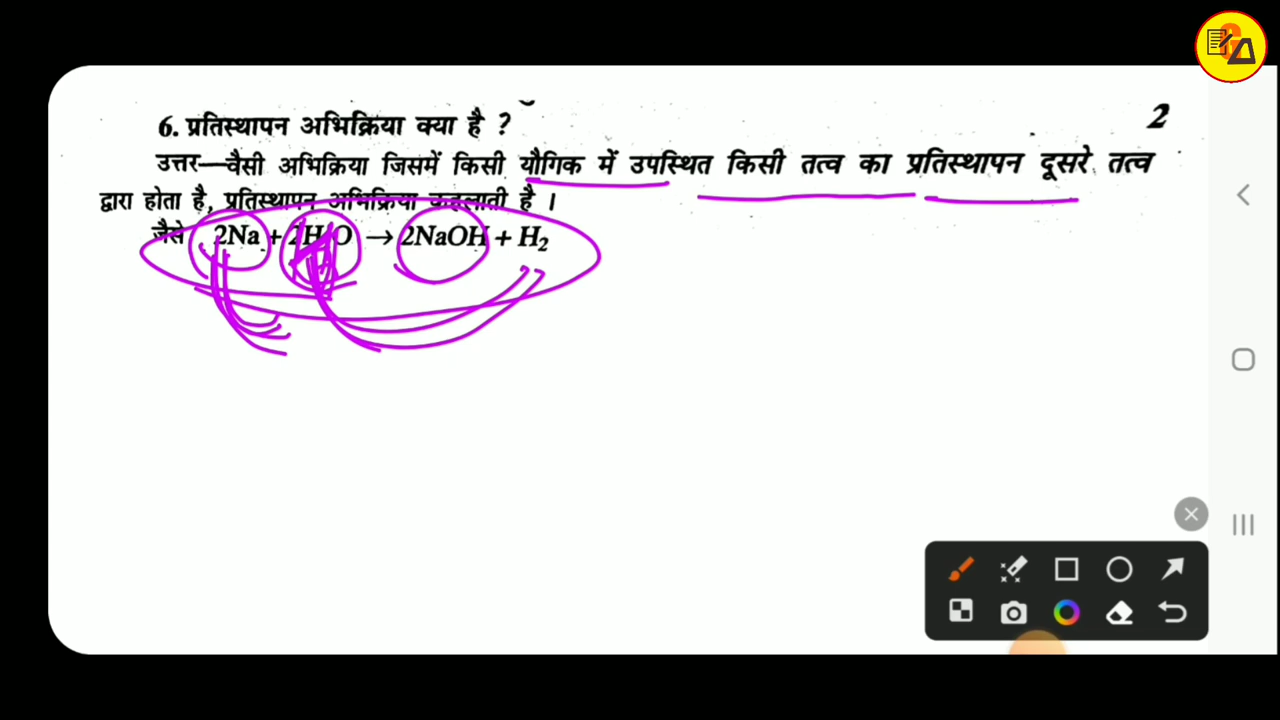 6. प्रतिस्थापन अभिक्रिया क्या है ?
2
उत्तर—वैसी अभिक्रिया जिसमें किसी यौगिक में उपस्थित किसी तत्व का प्रतिस्थापन दूसरे तत्व
द्वारा होता है, प्रतिस्थापन अभिक्रिया कहलाती है ।
जैसे 2Na + 2H₂O → 2NaOH + H₂